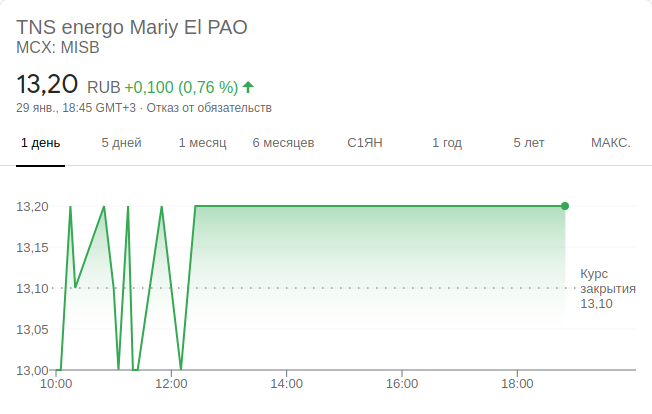 TNS energo Mariy El PAO
MCX: MISB
13,20 RUB +0,100 (0,76 %)
29 янв., 18:45 GMT+3 · Отказ от обязательств
1 день 5 дней 1 месяц 6 месяцев С1ЯН 1 год 5 лет МАКС.
13,20
13,15
13,10
13,05
13,00
Курс
закрытия
13,10
10:00 12:00 14:00 16:00 18:00